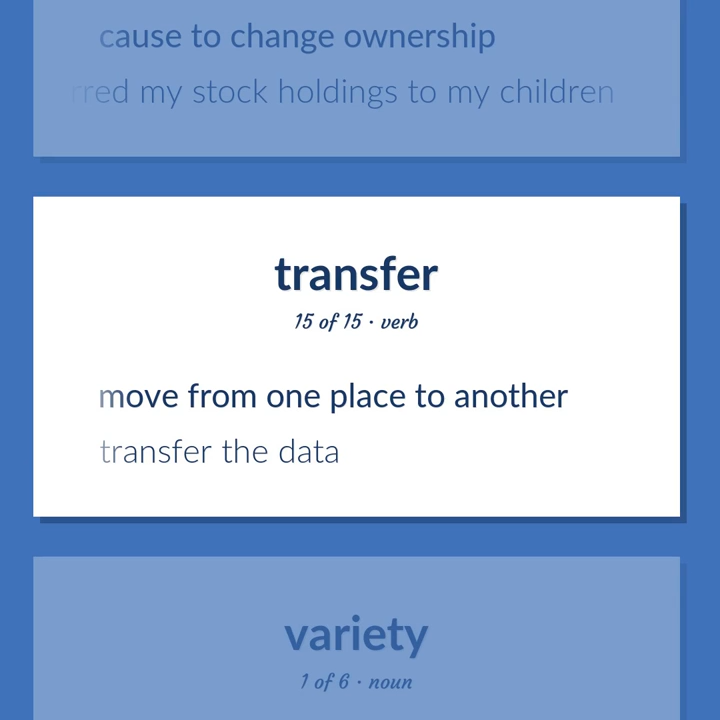 cause to change ownership
my stock holdings to my children
transfer
15 of 15 · verb
move from one place to another
transfer the data
variety
1 of 6 · noun